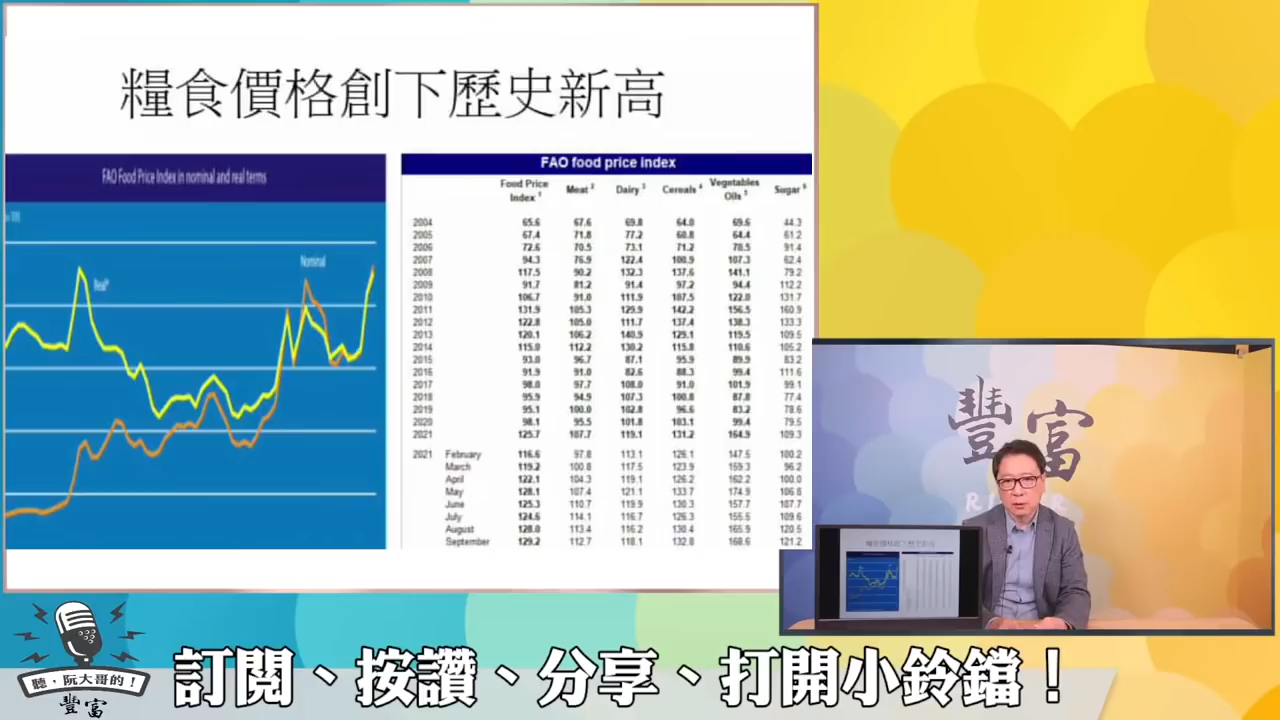 糧食價格創下歷史新高
FAO Food Price Index in nominal and real terms
Real*
Nominal
FAO food price index
Food Price Index ¹ Meat ² Dairy ³ Cereals ⁴ Vegetables Oils ⁵ Sugar ⁶
2004 65.6 67.6 69.8 64.0 69.6 44.3
2005 67.4 71.8 77.2 60.8 64.4 61.2
2006 72.6 70.5 73.1 71.2 70.5 91.4
2007 94.3 76.9 122.4 100.9 107.3 62.4
2008 117.5 90.2 132.3 137.6 141.1 79.2
2009 91.7 81.2 91.4 97.2 94.4 112.2
2010 106.7 91.0 111.9 107.5 122.0 131.7
2011 131.9 105.3 129.9 142.2 156.5 160.9
2012 122.8 105.0 111.7 137.4 138.3 133.3
2013 120.1 106.2 140.9 129.1 119.5 109.5
2014 115.0 112.2 130.2 115.8 110.6 105.2
2015 93.0 96.7 87.1 95.9 89.9 83.2
2016 91.9 91.0 82.6 88.3 99.4 111.6
2017 98.0 97.7 108.0 91.0 101.9 99.1
2018 95.9 94.9 107.3 100.8 87.8 77.4
2019 95.1 100.0 102.8 96.6 83.2 78.6
2020 98.1 95.5 101.8 103.1 99.4 79.5
2021 125.7 107.7 119.1 131.2 164.9 109.3
2021 February 116.6 97.8 113.1 126.1 147.5 100.2
March 119.2 100.8 117.5 123.9 159.3 96.2
April 122.1 104.3 119.1 126.2 162.2 100.0
May 128.1 107.4 121.1 133.7 174.9 106.8
June 125.3 110.7 119.9 130.3 157.7 107.7
July 124.6 114.1 116.7 126.3 155.5 109.6
August 128.0 113.4 116.2 130.4 165.9 120.5
September 129.2 112.7 118.1 132.8 168.6 121.2
豐富
糧食價格創下歷史新高
聽·阮大哥的!
豐富
訂閱、按讚、分享、打開小鈴鐺!